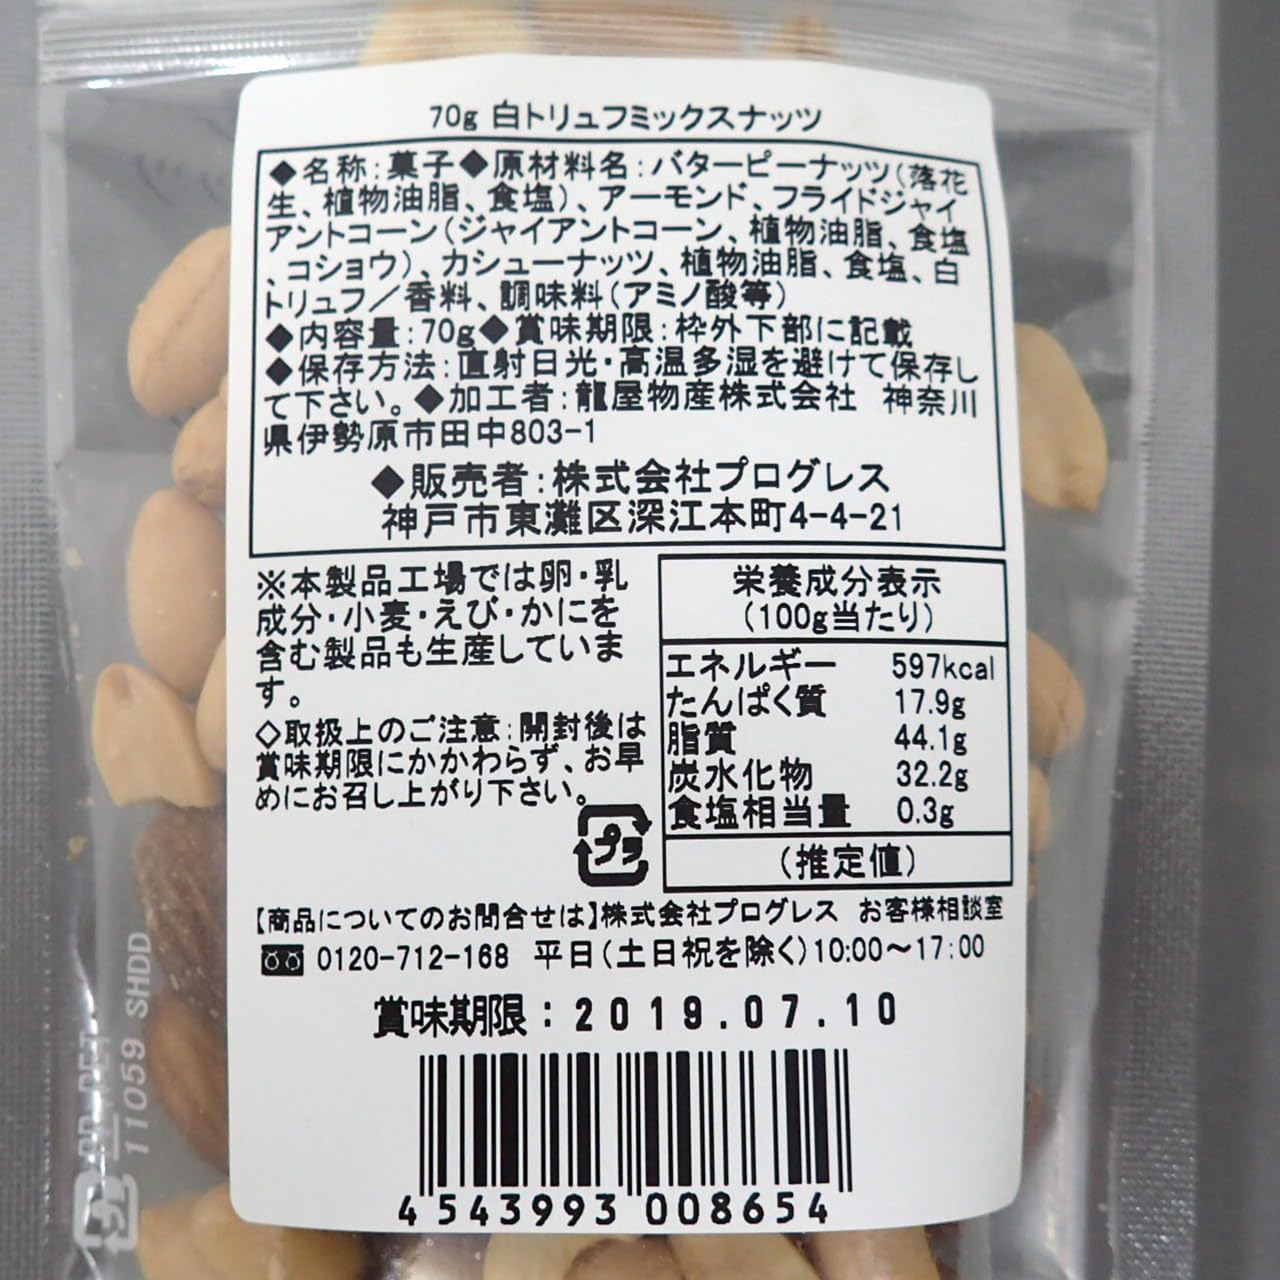 70g 白トリュフミックスナッツ
◆名称:菓子◆原材料名:バターピーナッツ(落花
生、植物油脂、食塩)、アーモンド、フライドジャイ
アントコーン(ジャイアントコーン、植物油脂、食塩
、コショウ)、カシューナッツ、植物油脂、食塩、白
トリュフ/香料、調味料(アミノ酸等)
◆内容量:70g◆賞味期限:枠外下部に記載
◆保存方法:直射日光・高温多湿を避けて保存し
て下さい。◆加工者:龍屋物産株式会社 神奈川
県伊勢原市田中803-1
◆販売者:株式会社プログレス
神戸市東灘区深江本町4-4-21
※本製品工場では卵・乳
成分・小麦・えび・かにを
含む製品も生産していま
す。
◇取扱上のご注意:開封後は
賞味期限にかかわらず、お早
めにお召し上がり下さい。
プラ
栄養成分表示
(100g当たり)
エネルギー 597kcal
たんぱく質 17.9g
脂質 44.1g
炭水化物 32.2g
食塩相当量 0.3g
(推定値)
【商品についてのお問合せは】株式会社プログレス お客様相談室
0120-712-168 平日(土日祝を除く)10:00〜17:00
賞味期限:2019.07.10
4 543993 008654
PP.PET
11059 SHDD
プラ